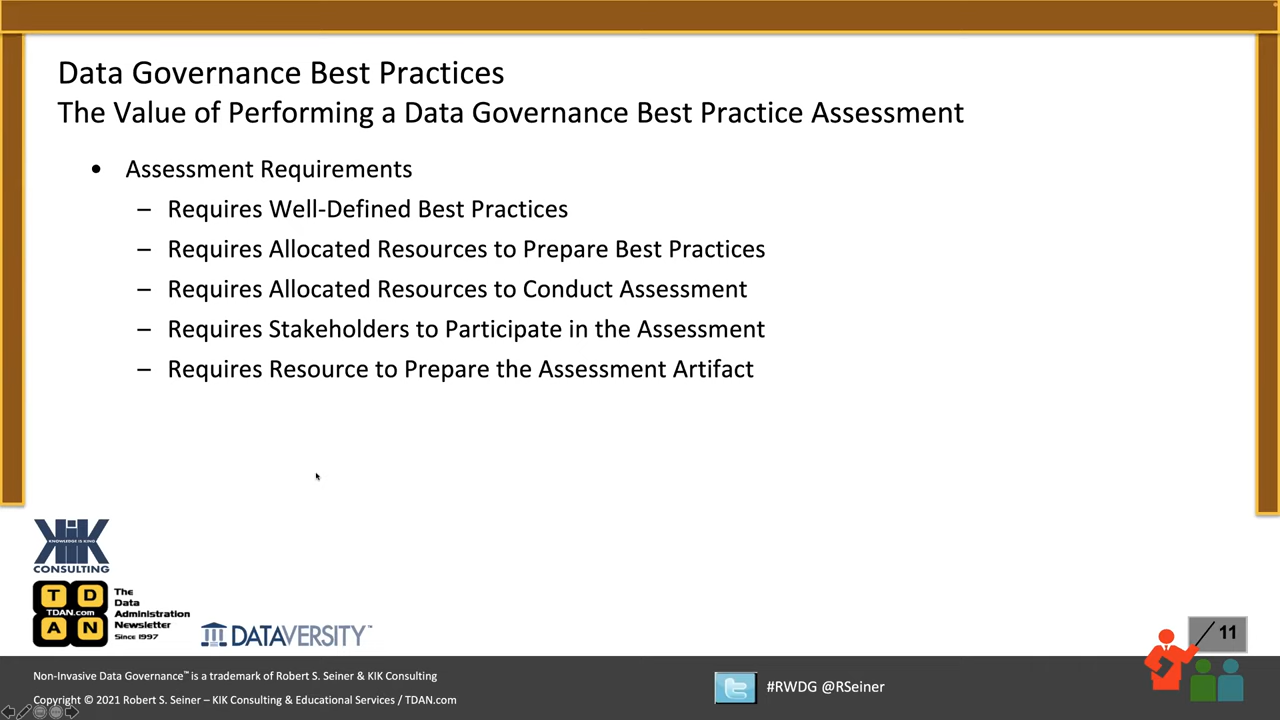 Data Governance Best Practices
The Value of Performing a Data Governance Best Practice Assessment
• Assessment Requirements
– Requires Well-Defined Best Practices
– Requires Allocated Resources to Prepare Best Practices
– Requires Allocated Resources to Conduct Assessment
– Requires Stakeholders to Participate in the Assessment
– Requires Resource to Prepare the Assessment Artifact
KIK
KNOWLEDGE IS KING
CONSULTING
T D
TDAN.com
A N
The
Data
Administration
Newsletter
Since 1997
DATAVERSITY™
11
Non-Invasive Data Governance™ is a trademark of Robert S. Seiner & KIK Consulting
Copyright © 2021 Robert S. Seiner – KIK Consulting & Educational Services / TDAN.com
#RWDG @RSeiner